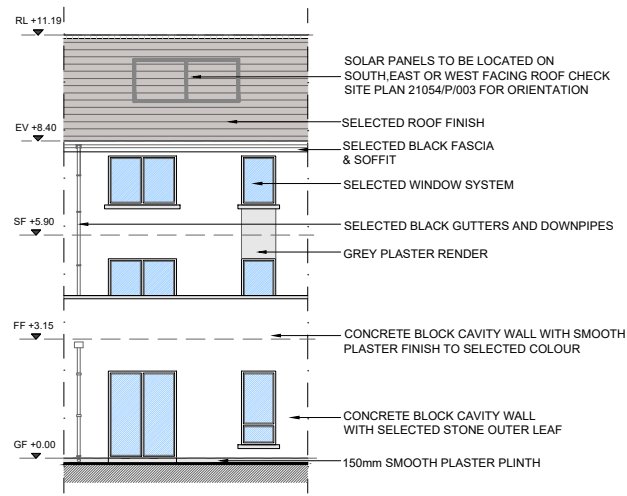 RL +11.19
SOLAR PANELS TO BE LOCATED ON
SOUTH,EAST OR WEST FACING ROOF CHECK
SITE PLAN 21054/P/003 FOR ORIENTATION
SELECTED ROOF FINISH
EV +8.40
SELECTED BLACK FASCIA
& SOFFIT
SELECTED WINDOW SYSTEM
SF +5.90
SELECTED BLACK GUTTERS AND DOWNPIPES
GREY PLASTER RENDER
FF +3.15
CONCRETE BLOCK CAVITY WALL WITH SMOOTH
PLASTER FINISH TO SELECTED COLOUR
CONCRETE BLOCK CAVITY WALL
WITH SELECTED STONE OUTER LEAF
GF +0.00
150mm SMOOTH PLASTER PLINTH